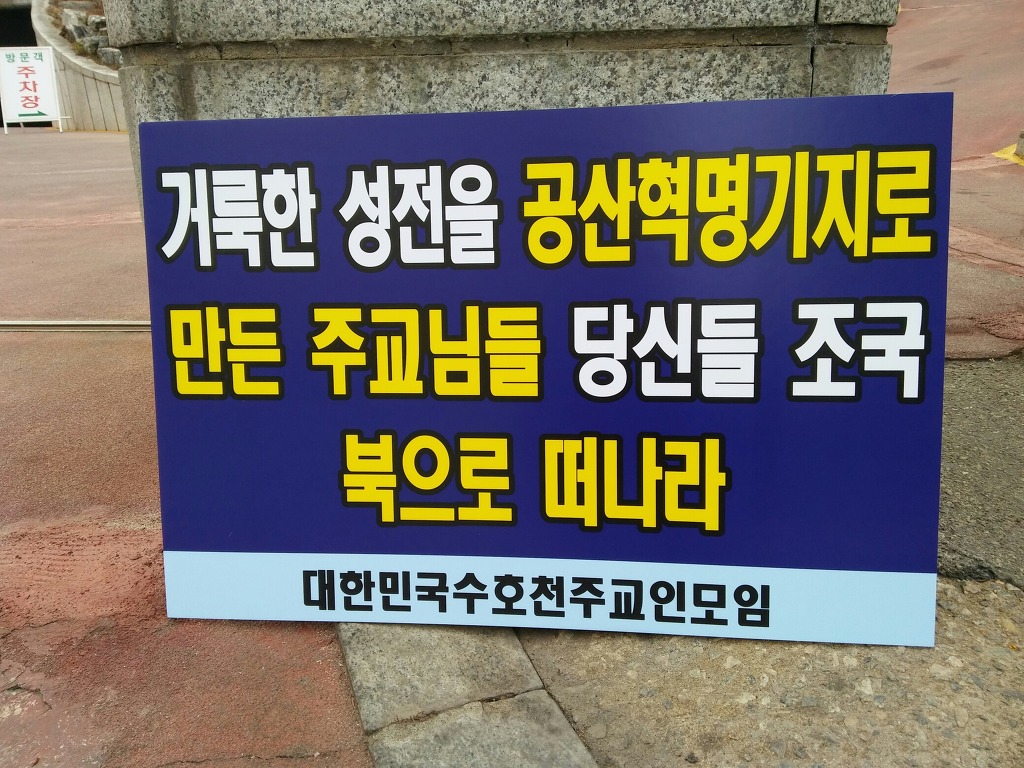 방문객
주차장
거룩한 성전을 공산혁명기지로
만든 주교님들 당신들 조국
북으로 떠나라
대한민국수호천주교인모임